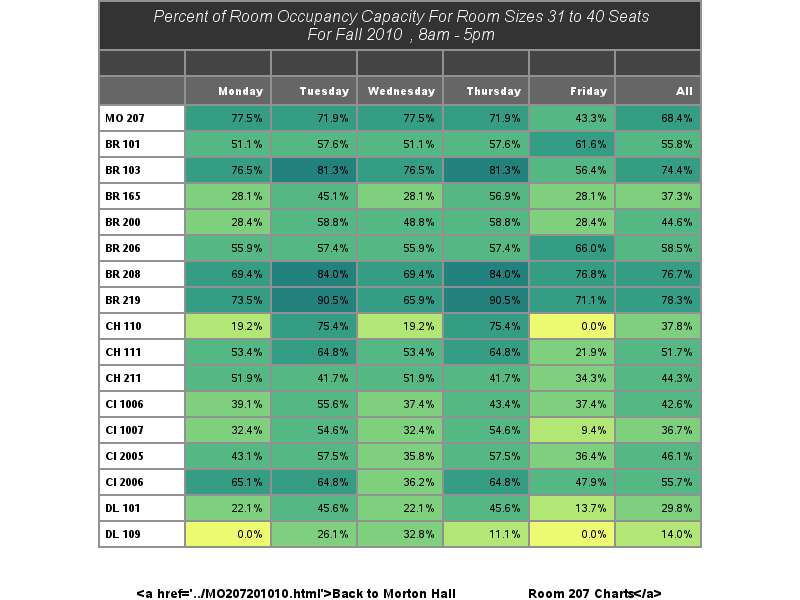 Percent of Room Occupancy Capacity For Room Sizes 31 to 40 Seats
For Fall 2010 , 8am - 5pm
Monday Tuesday Wednesday Thursday Friday All
MO 207 77.5% 71.9% 77.5% 71.9% 43.3% 68.4%
BR 101 51.1% 57.6% 51.1% 57.6% 61.6% 55.8%
BR 103 76.5% 81.3% 76.5% 81.3% 56.4% 74.4%
BR 165 28.1% 45.1% 28.1% 56.9% 28.1% 37.3%
BR 200 28.4% 58.8% 48.8% 58.8% 28.4% 44.6%
BR 206 55.9% 57.4% 55.9% 57.4% 66.0% 58.5%
BR 208 69.4% 84.0% 69.4% 84.0% 76.8% 76.7%
BR 219 73.5% 90.5% 65.9% 90.5% 71.1% 78.3%
CH 110 19.2% 75.4% 19.2% 75.4% 0.0% 37.8%
CH 111 53.4% 64.8% 53.4% 64.8% 21.9% 51.7%
CH 211 51.9% 41.7% 51.9% 41.7% 34.3% 44.3%
CI 1006 39.1% 55.6% 37.4% 43.4% 37.4% 42.6%
CI 1007 32.4% 54.6% 32.4% 54.6% 9.4% 36.7%
CI 2005 43.1% 57.5% 35.8% 57.5% 36.4% 46.1%
CI 2006 65.1% 64.8% 36.2% 64.8% 47.9% 55.7%
DL 101 22.1% 45.6% 22.1% 45.6% 13.7% 29.8%
DL 109 0.0% 26.1% 32.8% 11.1% 0.0% 14.0%
<a href='../MO207201010.html'>Back to Morton Hall Room 207 Charts</a>